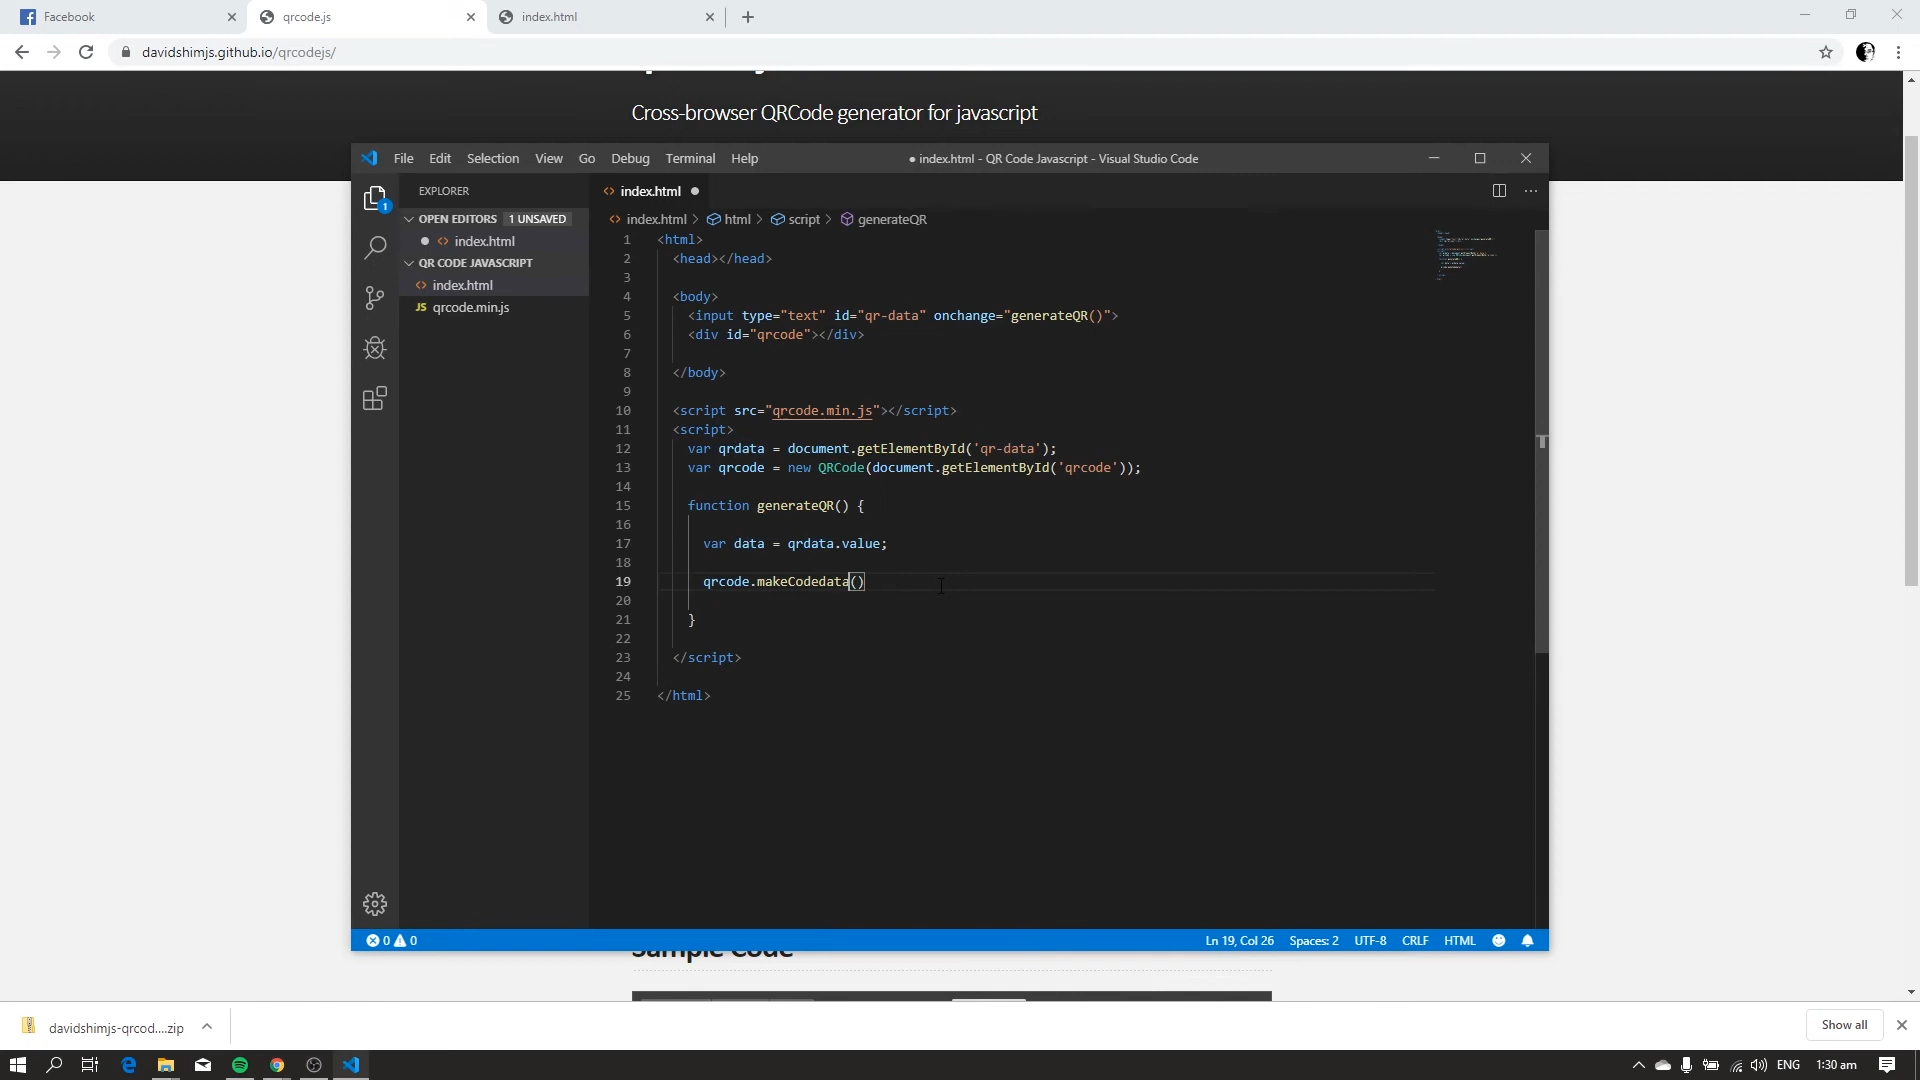 Facebook
qrcode.js
index.html
davidshimjs.github.io/qrcodejs/
Cross-browser QRCode generator for javascript
File Edit Selection View Go Debug Terminal Help
● index.html - QR Code Javascript - Visual Studio Code
EXPLORER
index.html ●
OPEN EDITORS 1 UNSAVED
index.html > html > script > generateQR
1
● <> index.html
QR CODE JAVASCRIPT
<> index.html
JS qrcode.min.js
1 <html>
2 <head></head>
3
4 <body>
5 <input type="text" id="qr-data" onchange="generateQR()">
6 <div id="qrcode"></div>
7
8 </body>
9
10 <script src="qrcode.min.js"></script>
11 <script>
12 var qrdata = document.getElementById('qr-data');
13 var qrcode = new QRCode(document.getElementById('qrcode'));
14
15 function generateQR() {
16
17 var data = qrdata.value;
18
19 qrcode.makeCodedata()
20
21 }
22
23 </script>
24
25 </html>
0 0 Ln 19, Col 26 Spaces: 2 UTF-8 CRLF HTML
Sample Code
davidshimjs-qrcod....zip
Show all
ENG 1:30 am